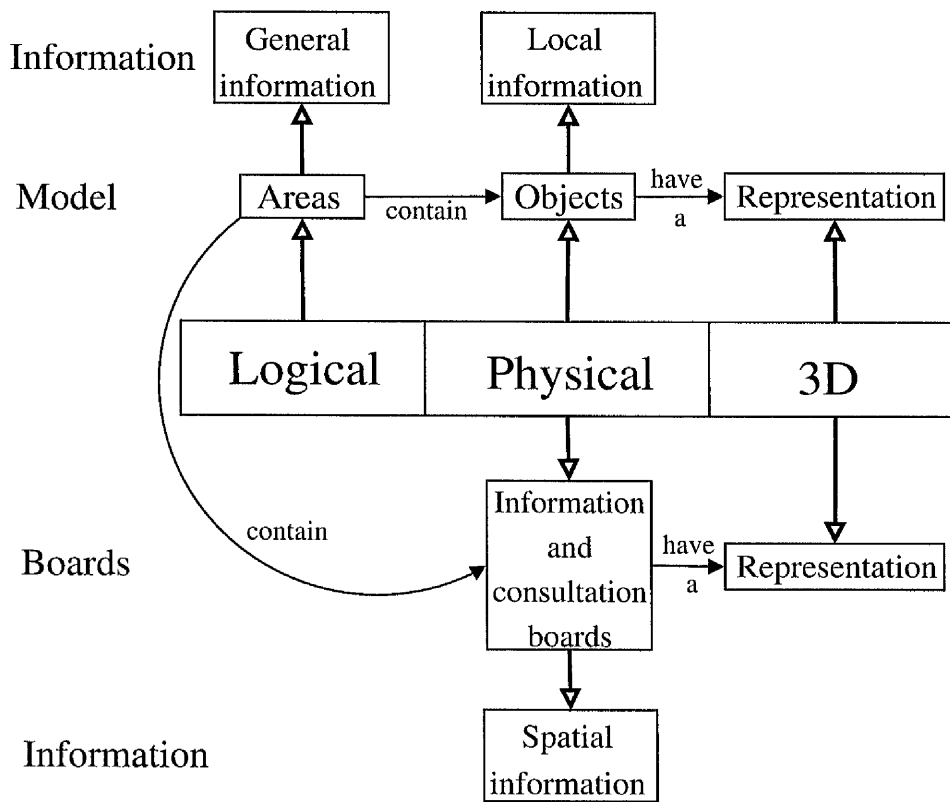 Information
General
information
Local
information
Model
Areas
contain
Objects
have
a
Representation
Logical
Physical
3D
contain
Boards
Information
and
consultation
boards
have
a
Representation
Information
Spatial
information